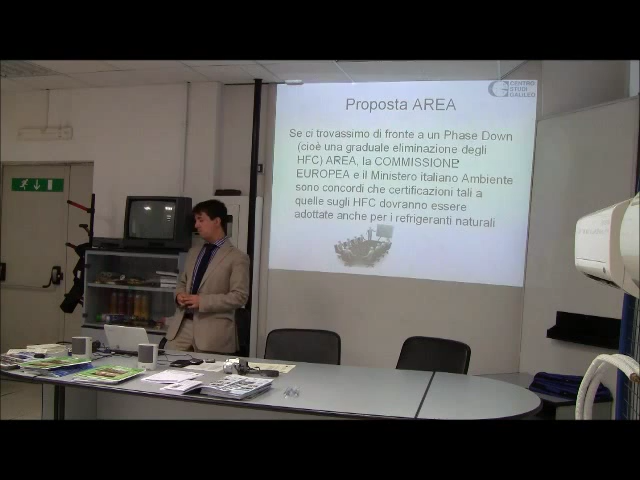 CENTRO
STUDI
GALILEO
Proposta AREA
Se ci trovassimo di fronte a un Phase Down
(cioè una graduale eliminazione degli
HFC) AREA, la COMMISSIONE
EUROPEA e il Ministero italiano Ambiente
sono concordi che certificazioni tali a
quelle sugli HFC dovranno essere
adottate anche per i refrigeranti naturali